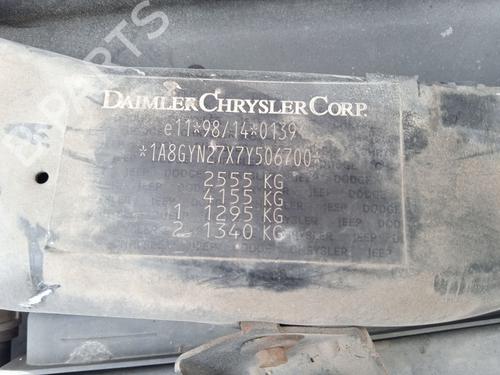 DAIMLERCHRYSLER CORP.
e11*98/14*0139
*1A8GYN27X7Y506700*
2555 KG
4155 KG
1 1295 KG
2 1340 KG